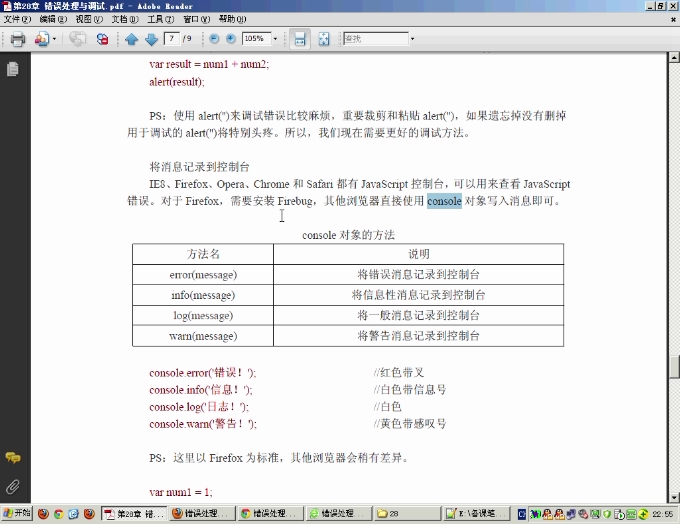 第28章 错误处理与调试.pdf - Adobe Reader
文件(F) 编辑(E) 视图(V) 文档(D) 工具(T) 窗口(W) 帮助(H)
7 / 9 105% 查找
var result = num1 + num2;
alert(result);
PS：使用 alert('')来调试错误比较麻烦，重要裁剪和粘贴 alert('')，如果遗忘掉没有删掉
用于调试的 alert('')将特别头疼。所以，我们现在需要更好的调试方法。
将消息记录到控制台
IE8、Firefox、Opera、Chrome 和 Safari 都有 JavaScript 控制台，可以用来查看 JavaScript
错误。对于 Firefox，需要安装 Firebug，其他浏览器直接使用 console 对象写入消息即可。
console 对象的方法
方法名 说明
error(message) 将错误消息记录到控制台
info(message) 将信息性消息记录到控制台
log(message) 将一般消息记录到控制台
warn(message) 将警告消息记录到控制台
console.error('错误！'); //红色带叉
console.info('信息！'); //白色带信息号
console.log('日志！'); //白色
console.warn('警告！'); //黄色带感叹号
PS：这里以 Firefox 为标准，其他浏览器会稍有差异。
var num1 = 1;
开始 第28章 错... 错误处理... 错误处理... 错误处理... 28 K:\备课笔... 22:55